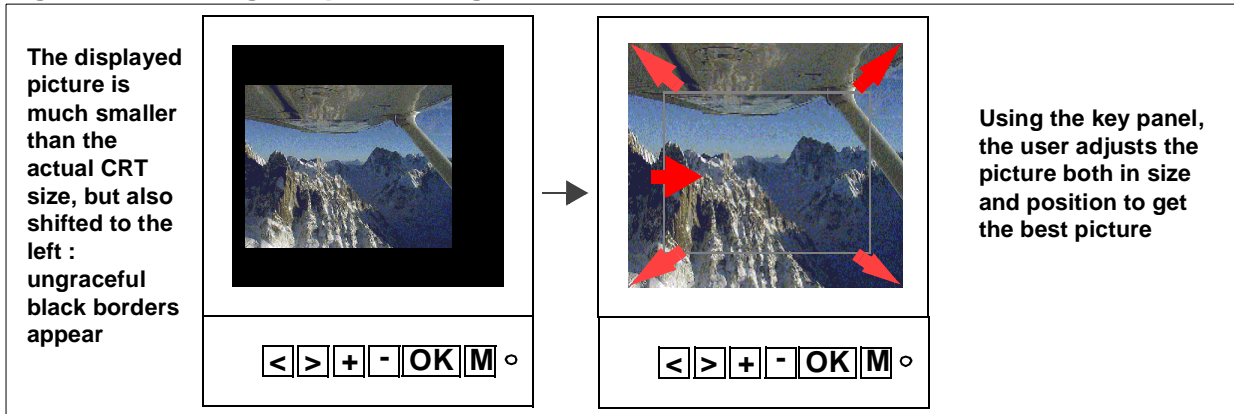 The displayed
picture is
much smaller
than the
actual CRT
size, but also
shifted to the
left :
ungraceful
black borders
appear
< > + - OK M
< > + - OK M
Using the key panel,
the user adjusts the
picture both in size
and position to get
the best picture